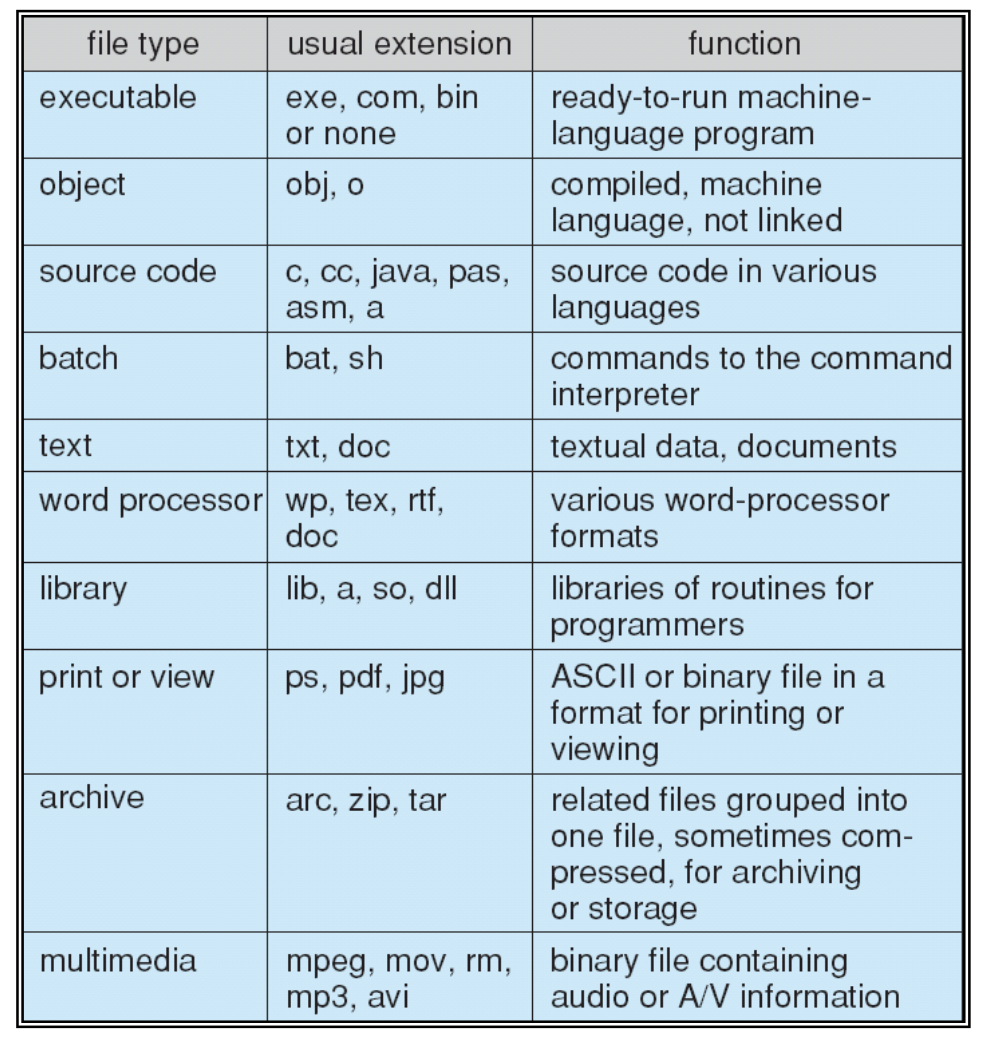 file type usual extension function
executable exe, com, bin ready-to-run machine-
or none language program
object obj, o compiled, machine
language, not linked
source code c, cc, java, pas, source code in various
asm, a languages
batch bat, sh commands to the command
interpreter
text txt, doc textual data, documents
word processor wp, tex, rtf, various word-processor
doc formats
library lib, a, so, dll libraries of routines for
programmers
print or view ps, pdf, jpg ASCII or binary file in a
format for printing or
viewing
archive arc, zip, tar related files grouped into
one file, sometimes com-
pressed, for archiving
or storage
multimedia mpeg, mov, rm, binary file containing
mp3, avi audio or A/V information